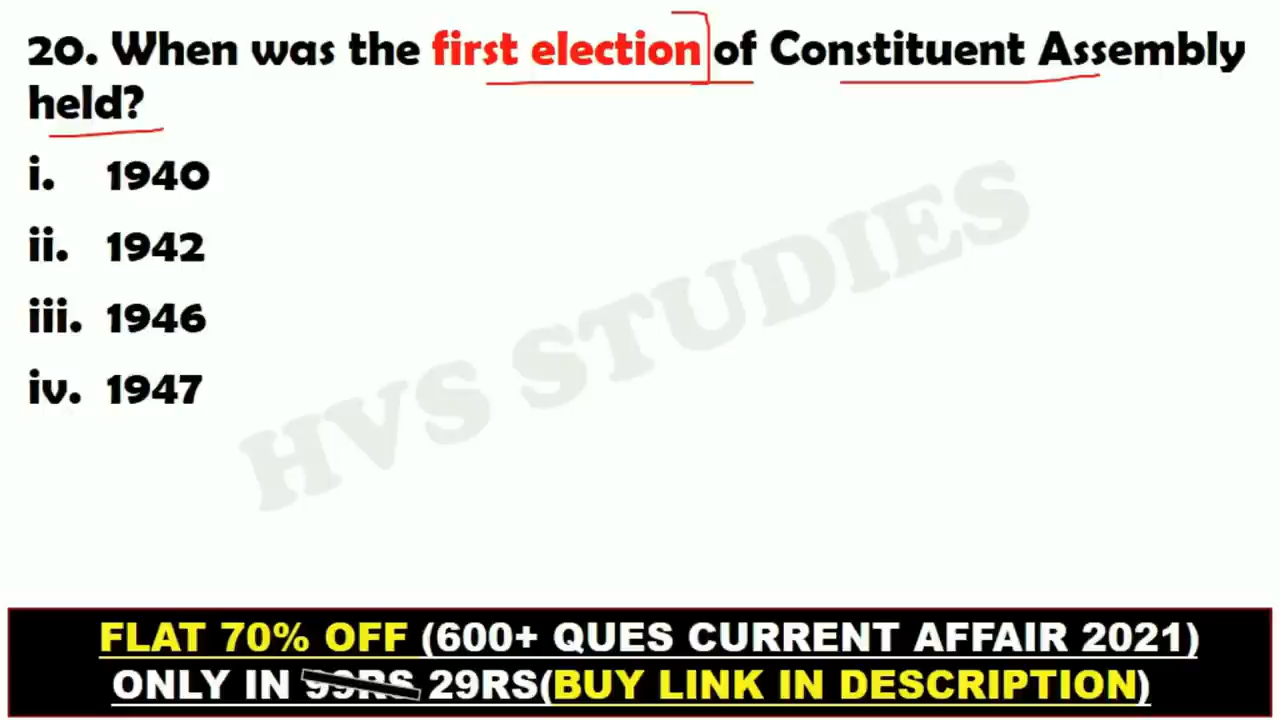 20. When was the first election of Constituent Assembly
held?
i. 1940
ii. 1942
iii. 1946
iv. 1947
HVS STUDIES
FLAT 70% OFF (600+ QUES CURRENT AFFAIR 2021)
ONLY IN 99RS 29RS(BUY LINK IN DESCRIPTION)